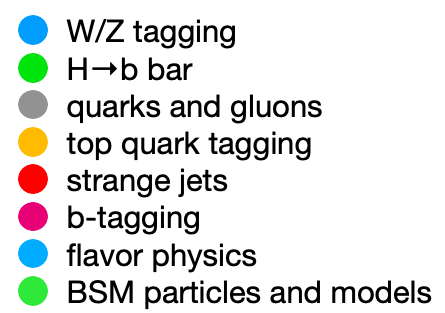 W/Z tagging
H→b bar
quarks and gluons
top quark tagging
strange jets
b-tagging
flavor physics
BSM particles and models